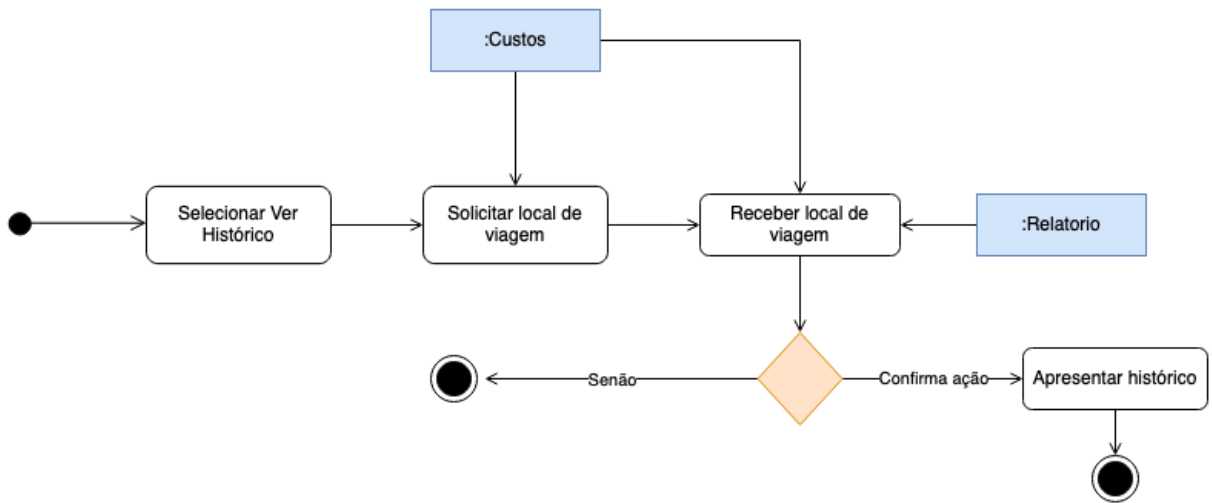 :Custos
Selecionar Ver
Histórico
Solicitar local de
viagem
Receber local de
viagem
:Relatorio
Senão
Confirma ação
Apresentar histórico